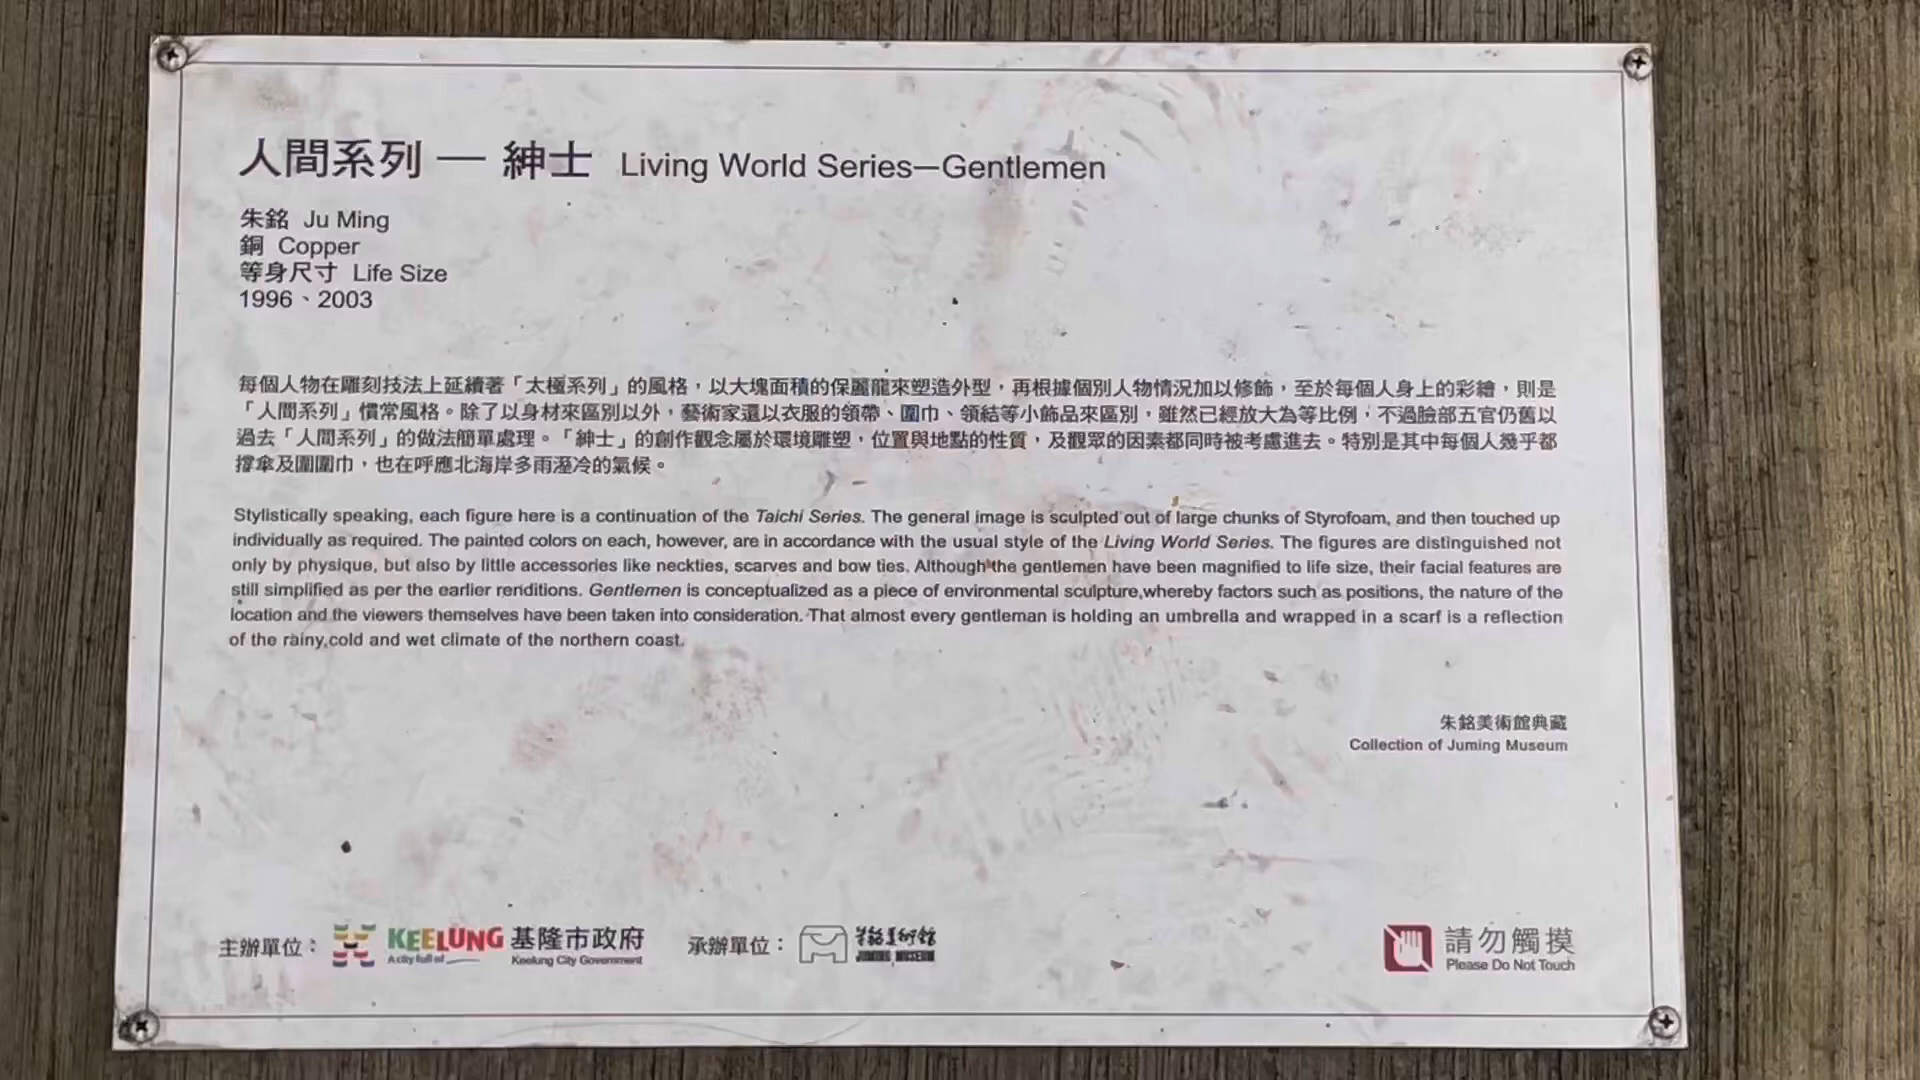 人間系列 — 紳士 Living World Series—Gentlemen
朱銘 Ju Ming
銅 Copper
等身尺寸 Life Size
1996、2003
每個人物在雕刻技法上延續著「太極系列」的風格，以大塊面積的保麗龍來塑造外型，再根據個別人物情況加以修飾，至於每個人身上的彩繪，則是
「人間系列」慣常風格。除了以身材來區別以外，藝術家還以衣服的領帶、圍巾、領結等小飾品來區別，雖然已經放大為等比例，不過臉部五官仍舊以
過去「人間系列」的做法簡單處理。「紳士」的創作觀念屬於環境雕塑，位置與地點的性質，及觀眾的因素都同時被考慮進去。特別是其中每個人幾乎都
撐傘及圍圍巾，也在呼應北海岸多雨溼冷的氣候。
Stylistically speaking, each figure here is a continuation of the Taichi Series. The general image is sculpted out of large chunks of Styrofoam, and then touched up
individually as required. The painted colors on each, however, are in accordance with the usual style of the Living World Series. The figures are distinguished not
only by physique, but also by little accessories like neckties, scarves and bow ties. Although the gentlemen have been magnified to life size, their facial features are
still simplified as per the earlier renditions. Gentlemen is conceptualized as a piece of environmental sculpture,whereby factors such as positions, the nature of the
location and the viewers themselves have been taken into consideration. That almost every gentleman is holding an umbrella and wrapped in a scarf is a reflection
of the rainy,cold and wet climate of the northern coast.
朱銘美術館典藏
Collection of Juming Museum
主辦單位： KEELUNG 基隆市政府 承辦單位： 朱銘美術館
A city full of Keelung City Government JUMING MUSEUM
請勿觸摸
Please Do Not Touch